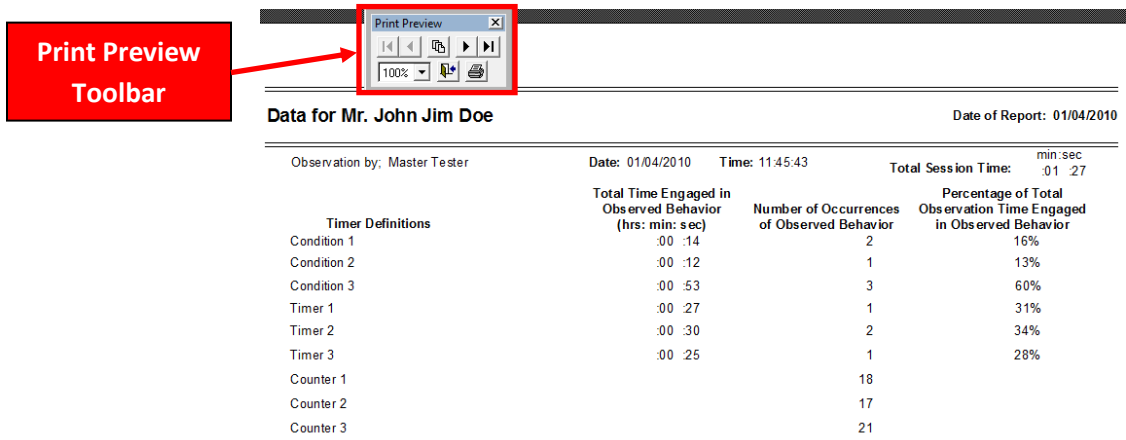 Print Preview
Toolbar
Print Preview
100%
Data for Mr. John Jim Doe
Date of Report: 01/04/2010
Observation by; Master Tester Date: 01/04/2010 Time: 11:45:43 Total Session Time: min:sec
:01 :27
Timer Definitions
Total Time Engaged in
Observed Behavior
(hrs: min: sec)
Number of Occurrences
of Observed Behavior
Percentage of Total
Observation Time Engaged
in Observed Behavior
Condition 1 :00 :14 2 16%
Condition 2 :00 :12 1 13%
Condition 3 :00 :53 3 60%
Timer 1 :00 :27 1 31%
Timer 2 :00 :30 2 34%
Timer 3 :00 :25 1 28%
Counter 1 18
Counter 2 17
Counter 3 21